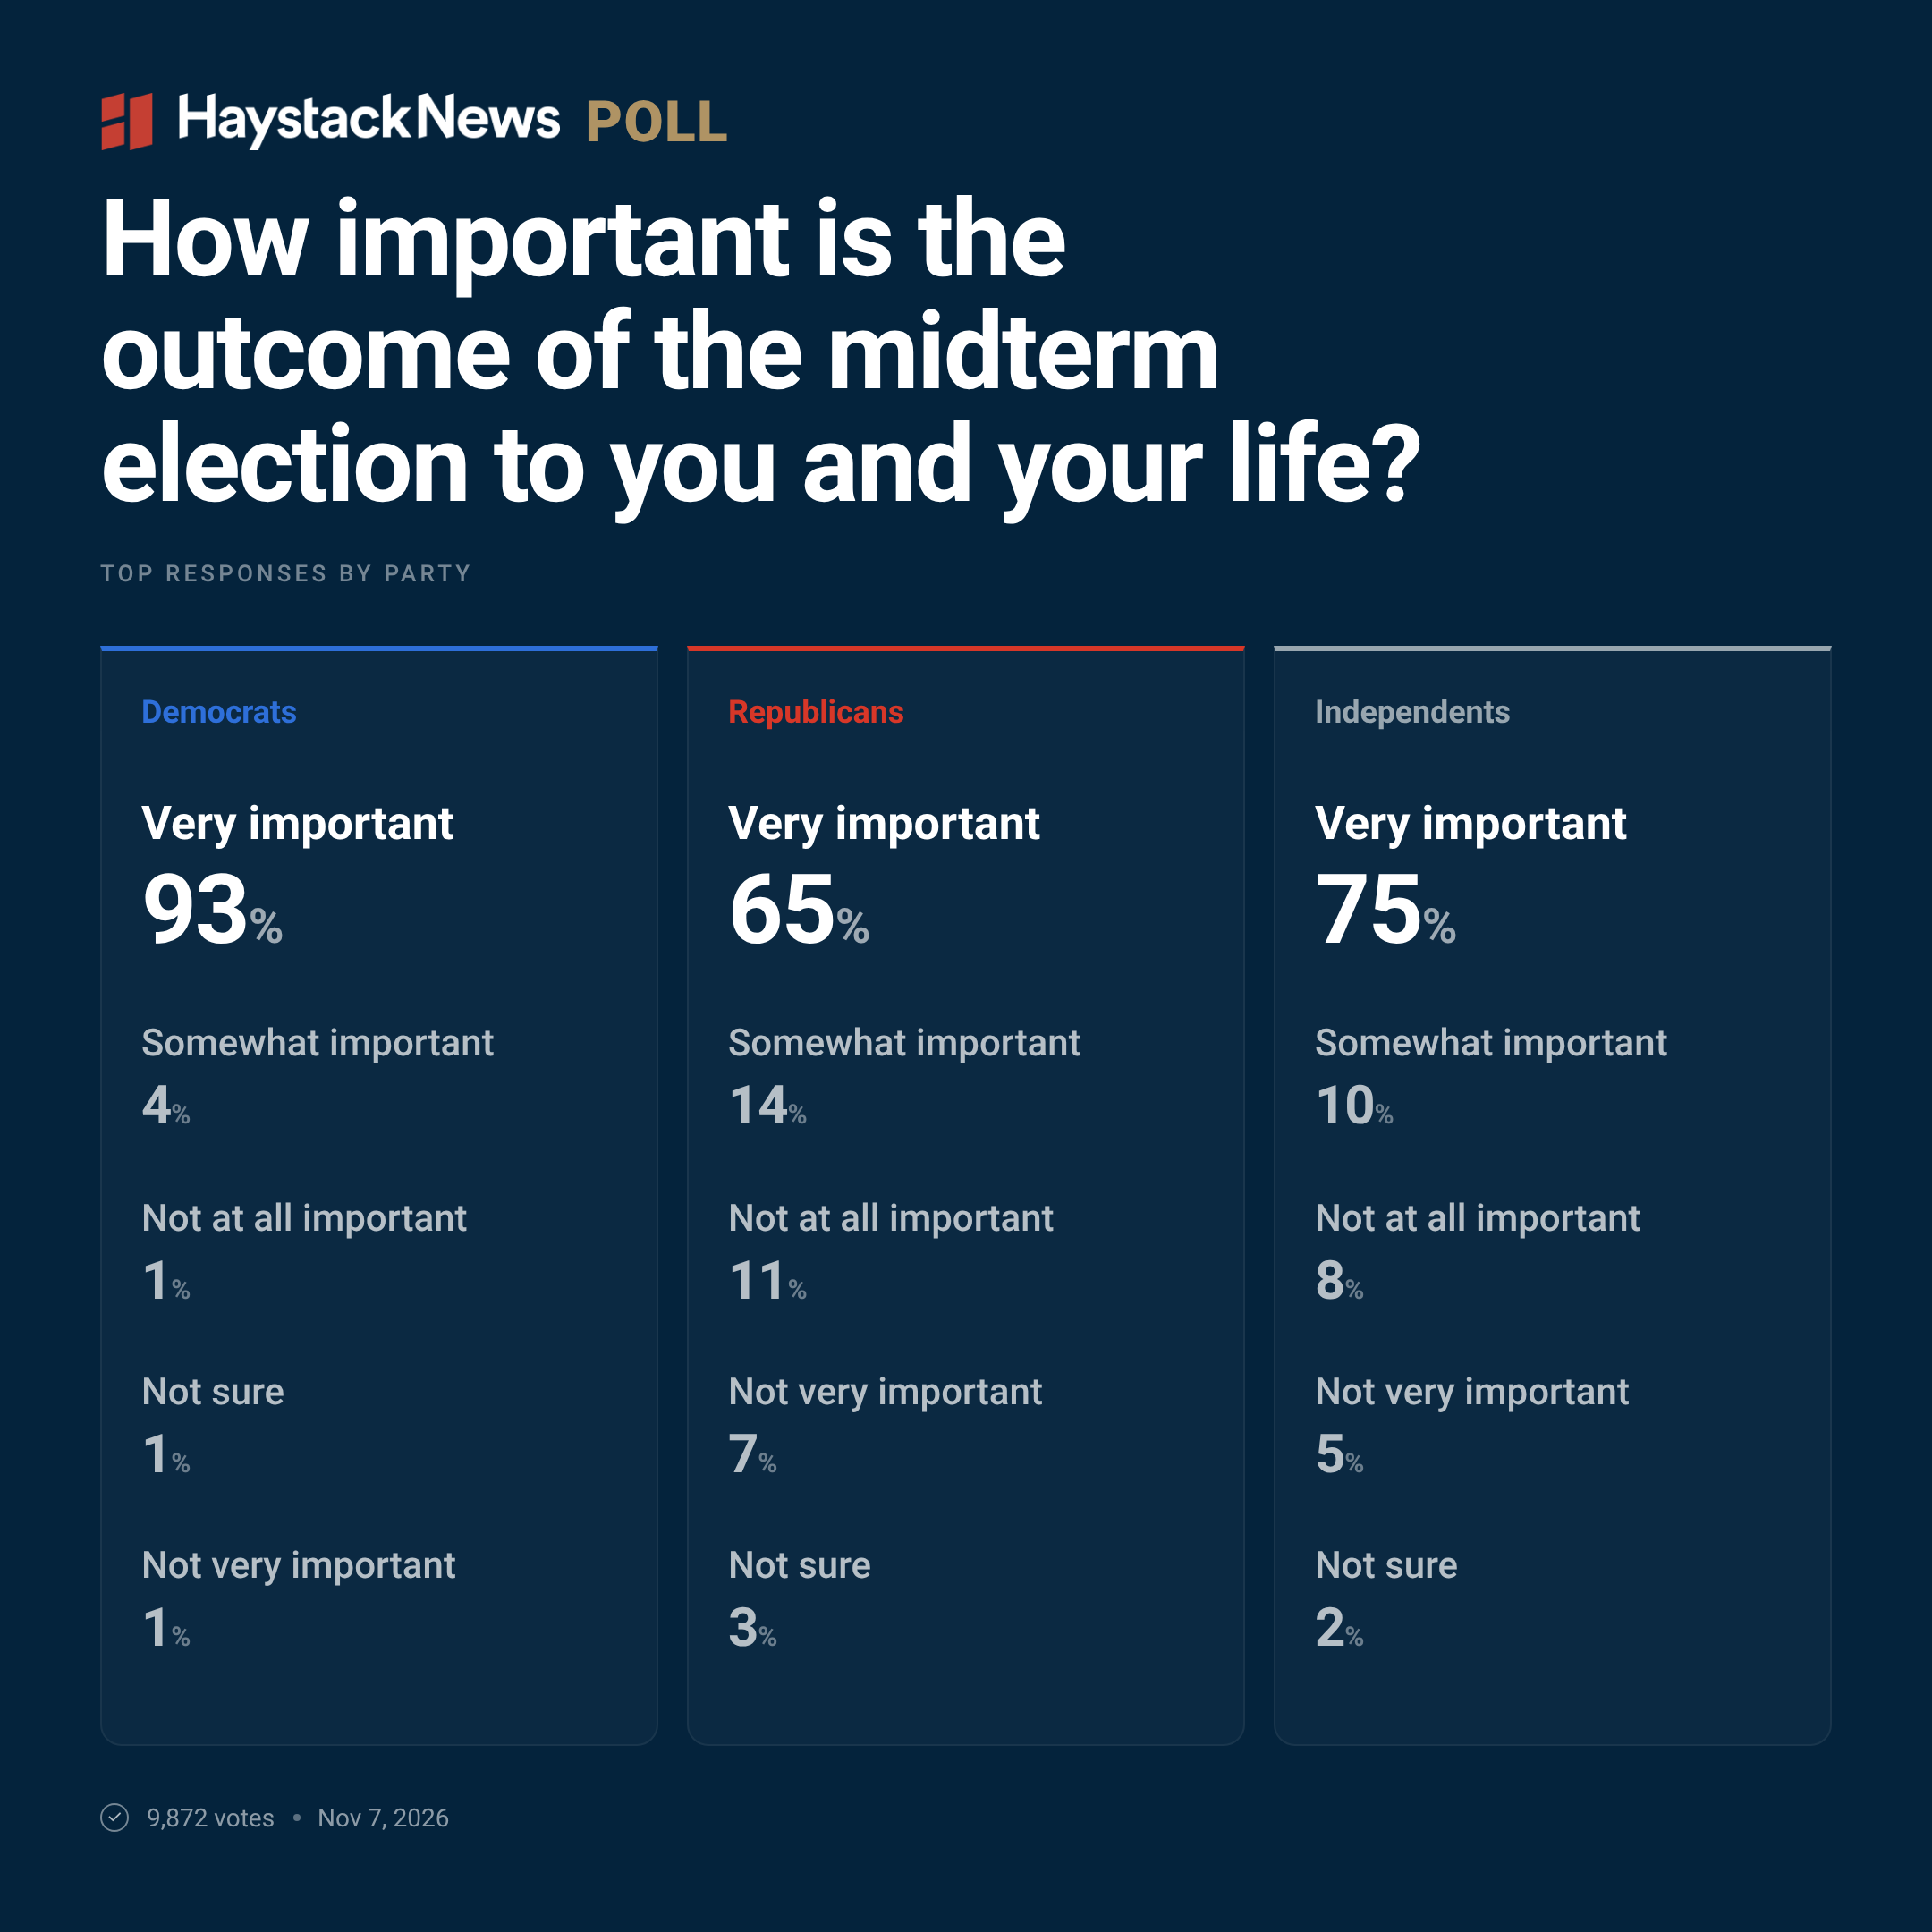 HaystackNews POLL
How important is the
outcome of the midterm
election to you and your life?
TOP RESPONSES BY PARTY
Democrats
Very important
93%
Somewhat important
4%
Not at all important
1%
Not sure
1%
Not very important
1%
Republicans
Very important
65%
Somewhat important
14%
Not at all important
11%
Not very important
7%
Not sure
3%
Independents
Very important
75%
Somewhat important
10%
Not at all important
8%
Not very important
5%
Not sure
2%
9,872 votes • Nov 7, 2026